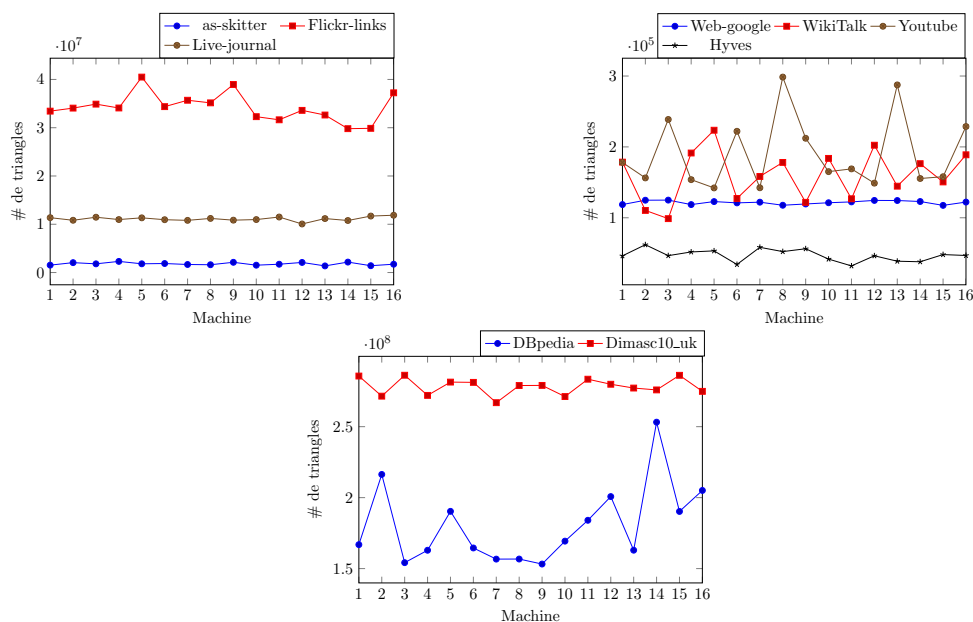 as-skitter Flickr-links
Live-journal
·10^7
4
3
2
1
0
# de triangles
1 2 3 4 5 6 7 8 9 10 11 12 13 14 15 16
Machine
Web-google WikiTalk Youtube
Hyves
·10^5
3
2
1
# de triangles
1 2 3 4 5 6 7 8 9 10 11 12 13 14 15 16
Machine
DBpedia Dimasc10_uk
·10^8
2.5
2
1.5
# de triangles
1 2 3 4 5 6 7 8 9 10 11 12 13 14 15 16
Machine